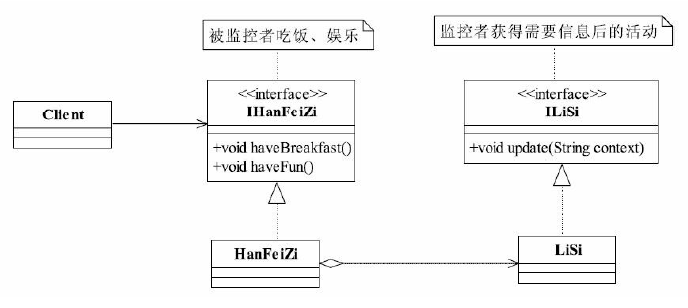 被监控者吃饭、娱乐
监控者获得需要信息后的活动
<<interface>>
IHanFeiZi
+void haveBreakfast()
+void haveFun()
<<interface>>
ILiSi
+void update(String context)
Client
HanFeiZi
LiSi